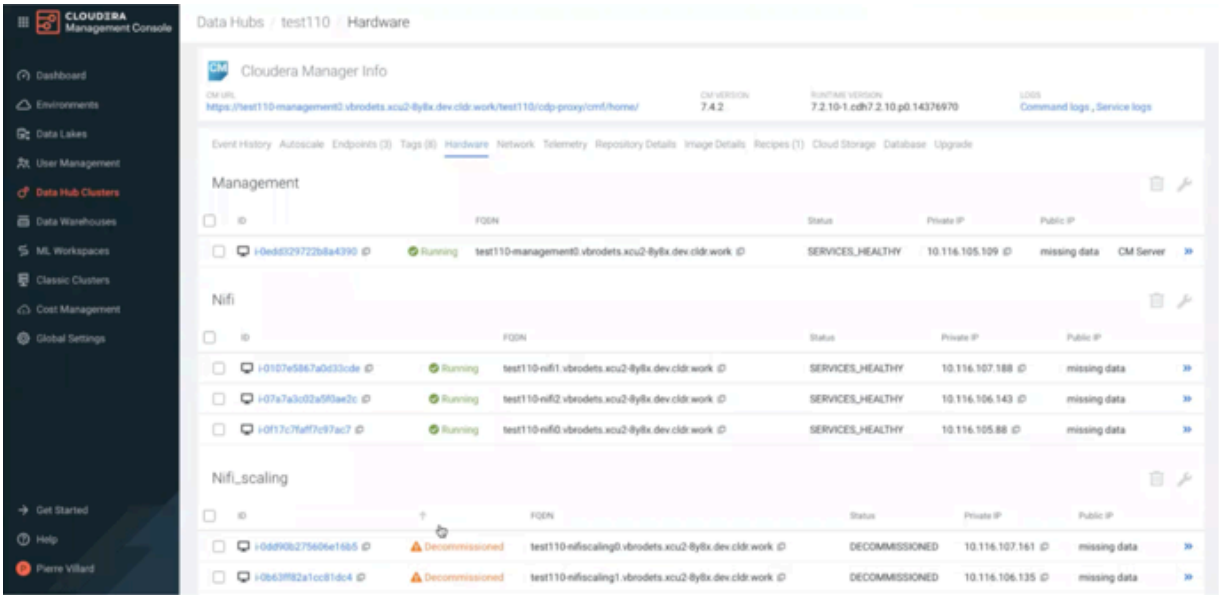 CLOUDERA
Management Console
Dashboard
Environments
Data Lakes
User Management
Data Hub Clusters
Data Warehouses
ML Workspaces
Classic Clusters
Cost Management
Global Settings
Get Started
Help
Pierre Villard
Data Hubs / test110 / Hardware
CM Cloudera Manager Info
CM URL CM VERSION RUNTIME VERSION LOGS
https://test110-management0.vbrodets.xcu2-8y8x.dev.cldr.work/test110/cdp-proxy/cmf/home/ 7.4.2 7.2.10-1.cdh7.2.10.p0.14376970 Command logs , Service logs
Event History Autoscale Endpoints (3) Tags (8) Hardware Network Telemetry Repository Details Image Details Recipes (1) Cloud Storage Database Upgrade
Management
ID FQDN Status Private IP Public IP
i-0edd329722b8a4390 Running test110-management0.vbrodets.xcu2-8y8x.dev.cldr.work SERVICES_HEALTHY 10.116.105.109 missing data CM Server
Nifi
ID FQDN Status Private IP Public IP
i-0107e5867a0d33cde Running test110-nifi1.vbrodets.xcu2-8y8x.dev.cldr.work SERVICES_HEALTHY 10.116.107.188 missing data
i-07a7a3c02a5f0ae2c Running test110-nifi2.vbrodets.xcu2-8y8x.dev.cldr.work SERVICES_HEALTHY 10.116.106.143 missing data
i-0f17c7faff7c97ac7 Running test110-nifi0.vbrodets.xcu2-8y8x.dev.cldr.work SERVICES_HEALTHY 10.116.105.88 missing data
Nifi_scaling
ID FQDN Status Private IP Public IP
i-0dd90b275606e16b5 Decommissioned test110-nifiscaling0.vbrodets.xcu2-8y8x.dev.cldr.work DECOMMISSIONED 10.116.107.161 missing data
i-0b63ff82a1cc81dc4 Decommissioned test110-nifiscaling1.vbrodets.xcu2-8y8x.dev.cldr.work DECOMMISSIONED 10.116.106.135 missing data